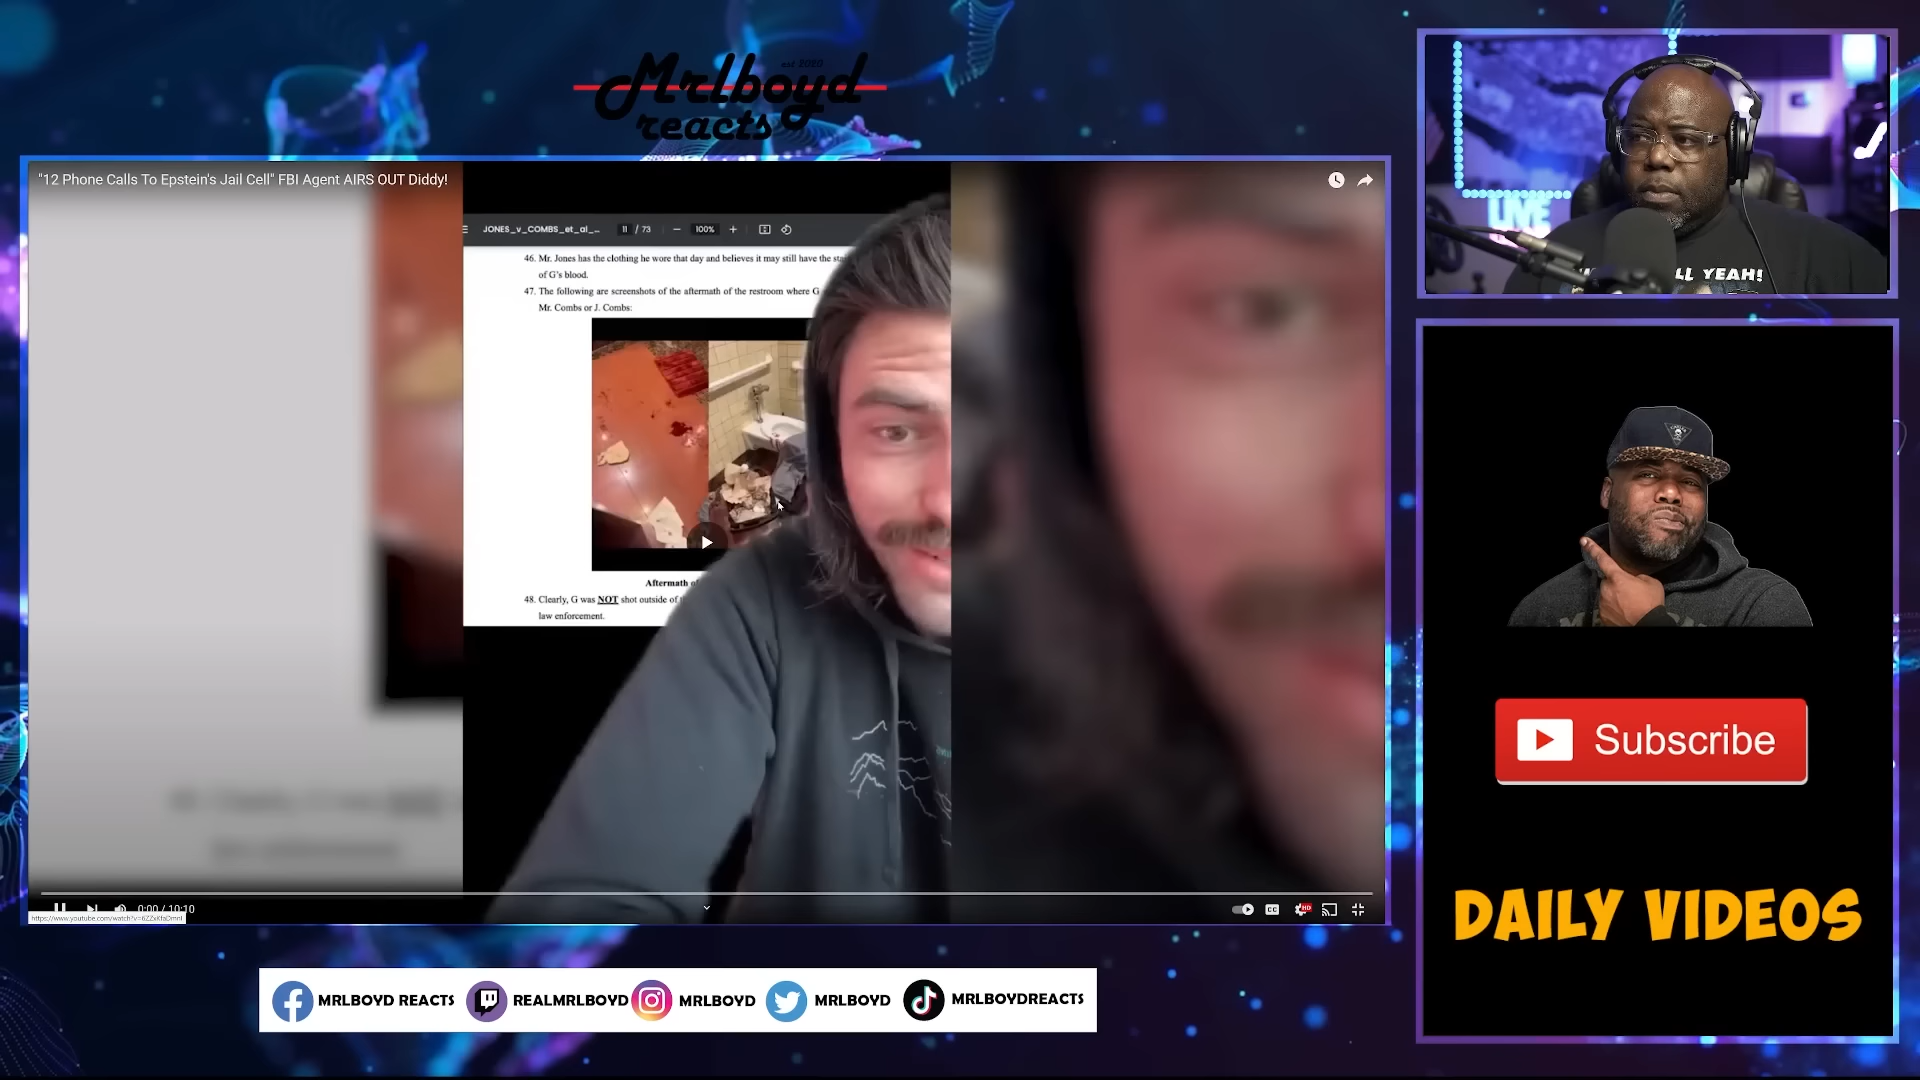 est 2020
Mrlboyd
reacts
"12 Phone Calls To Epstein's Jail Cell" FBI Agent AIRS OUT Diddy!
JONES_v_COMBS_et_al_...
11 / 73
100%
46. Mr. Jones has the clothing he wore that day and believes it may still have the
of G's blood.
47. The following are screenshots of the aftermath of the restroom where G
Mr. Combs or J. Combs:
Aftermath
48. Clearly, G was NOT shot outside of
law enforcement.
0:00 / 10:10
CC
HD
LIVE
LL YEAH!
Subscribe
DAILY VIDEOS
MRLBOYD REACTS
REALMRLBOYD
MRLBOYD
MRLBOYD
MRLBOYDREACTS